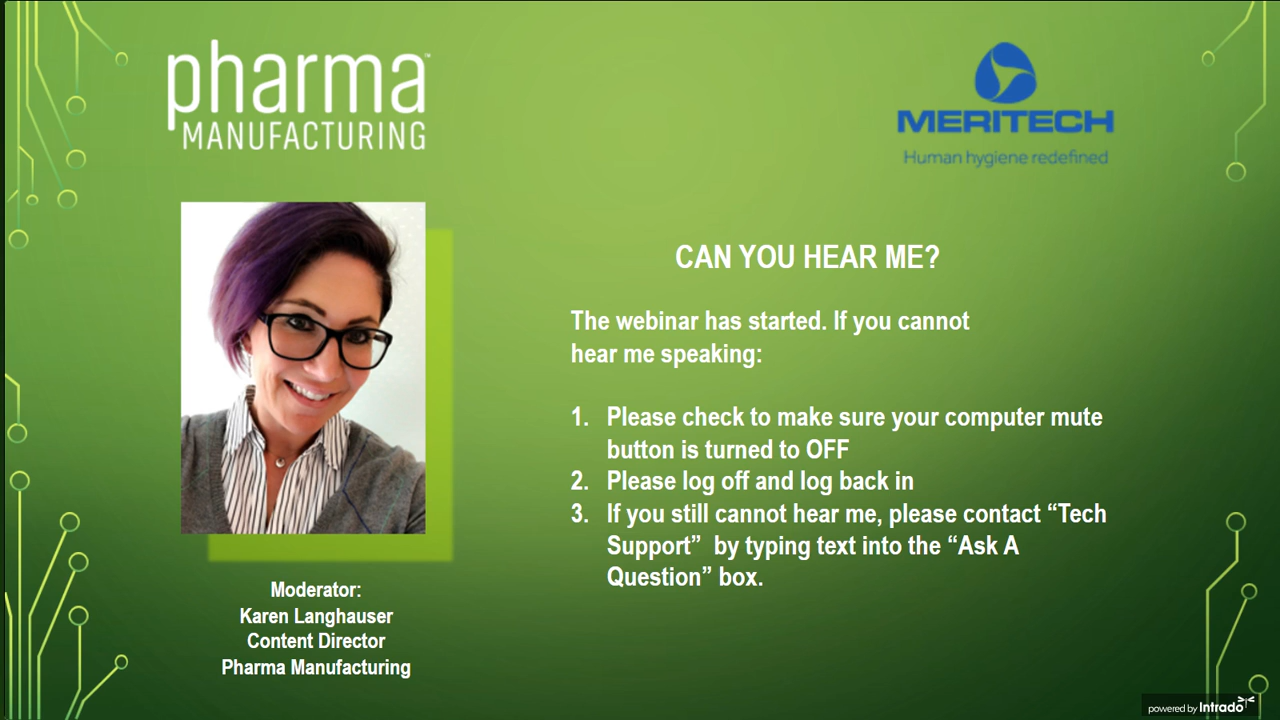 pharma™
MANUFACTURING
MERITECH
Human hygiene redefined
CAN YOU HEAR ME?
The webinar has started. If you cannot
hear me speaking:
1. Please check to make sure your computer mute
button is turned to OFF
2. Please log off and log back in
3. If you still cannot hear me, please contact “Tech
Support”  by typing text into the “Ask A
Question” box.
Moderator:
Karen Langhauser
Content Director
Pharma Manufacturing
powered by Intrado